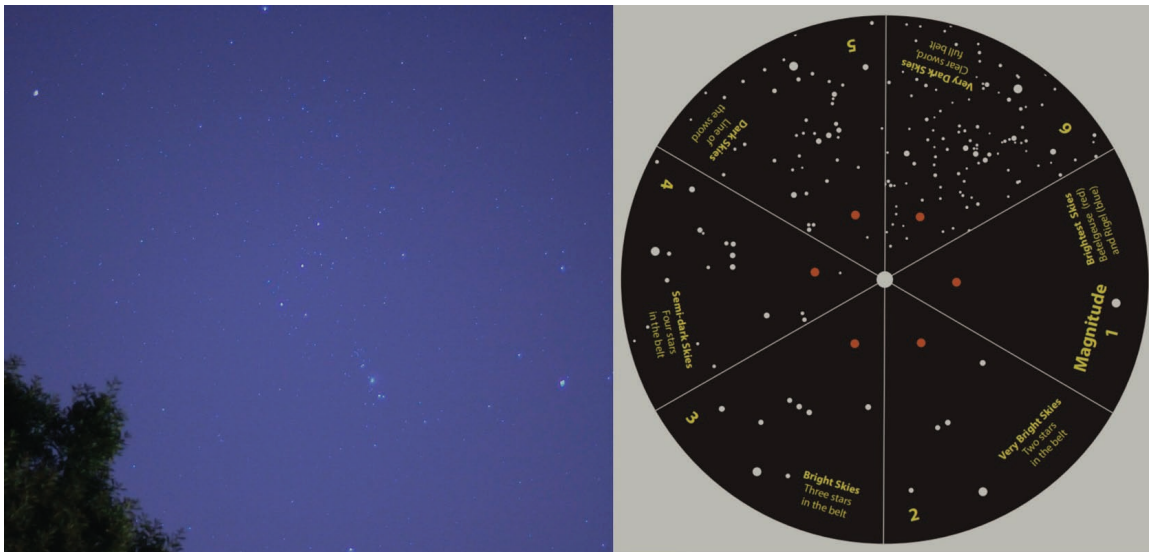 Magnitude
1
Brightest Skies
Betelgeuse (red)
and Rigel (blue)
2
Very Bright Skies
Two stars
in the belt
3
Bright Skies
Three stars
in the belt
4
Semi-dark Skies
Four stars
in the belt
5
Dark Skies
Line of
the sword
6
Very Dark Skies
Clear sword,
full belt